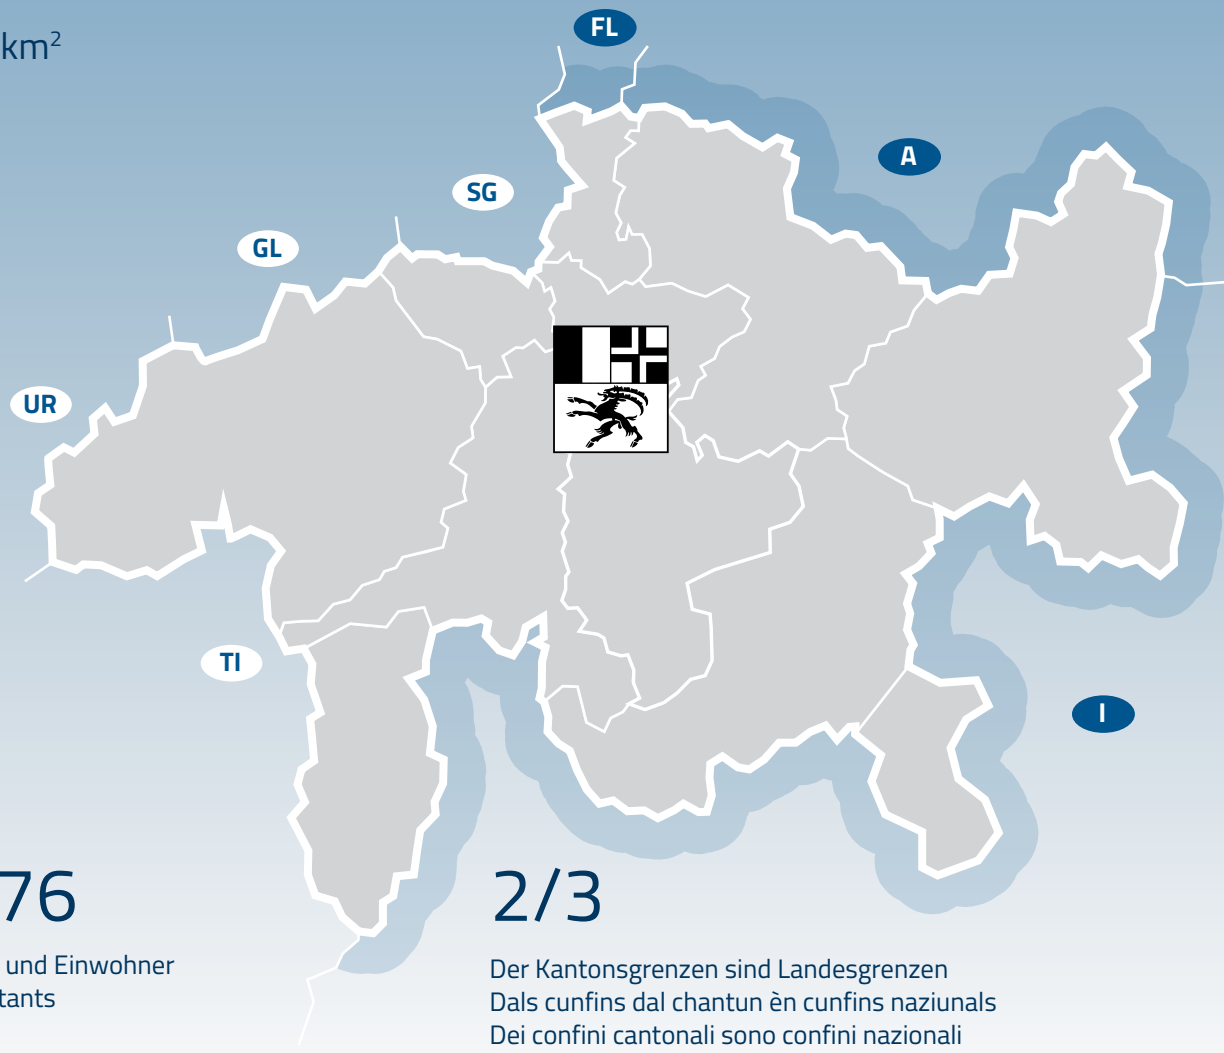 km²
FL
A
SG
GL
UR
TI
I
76
und Einwohner
tants
2/3
Der Kantonsgrenzen sind Landesgrenzen
Dals cunfins dal chantun èn cunfins naziunals
Dei confini cantonali sono confini nazionali